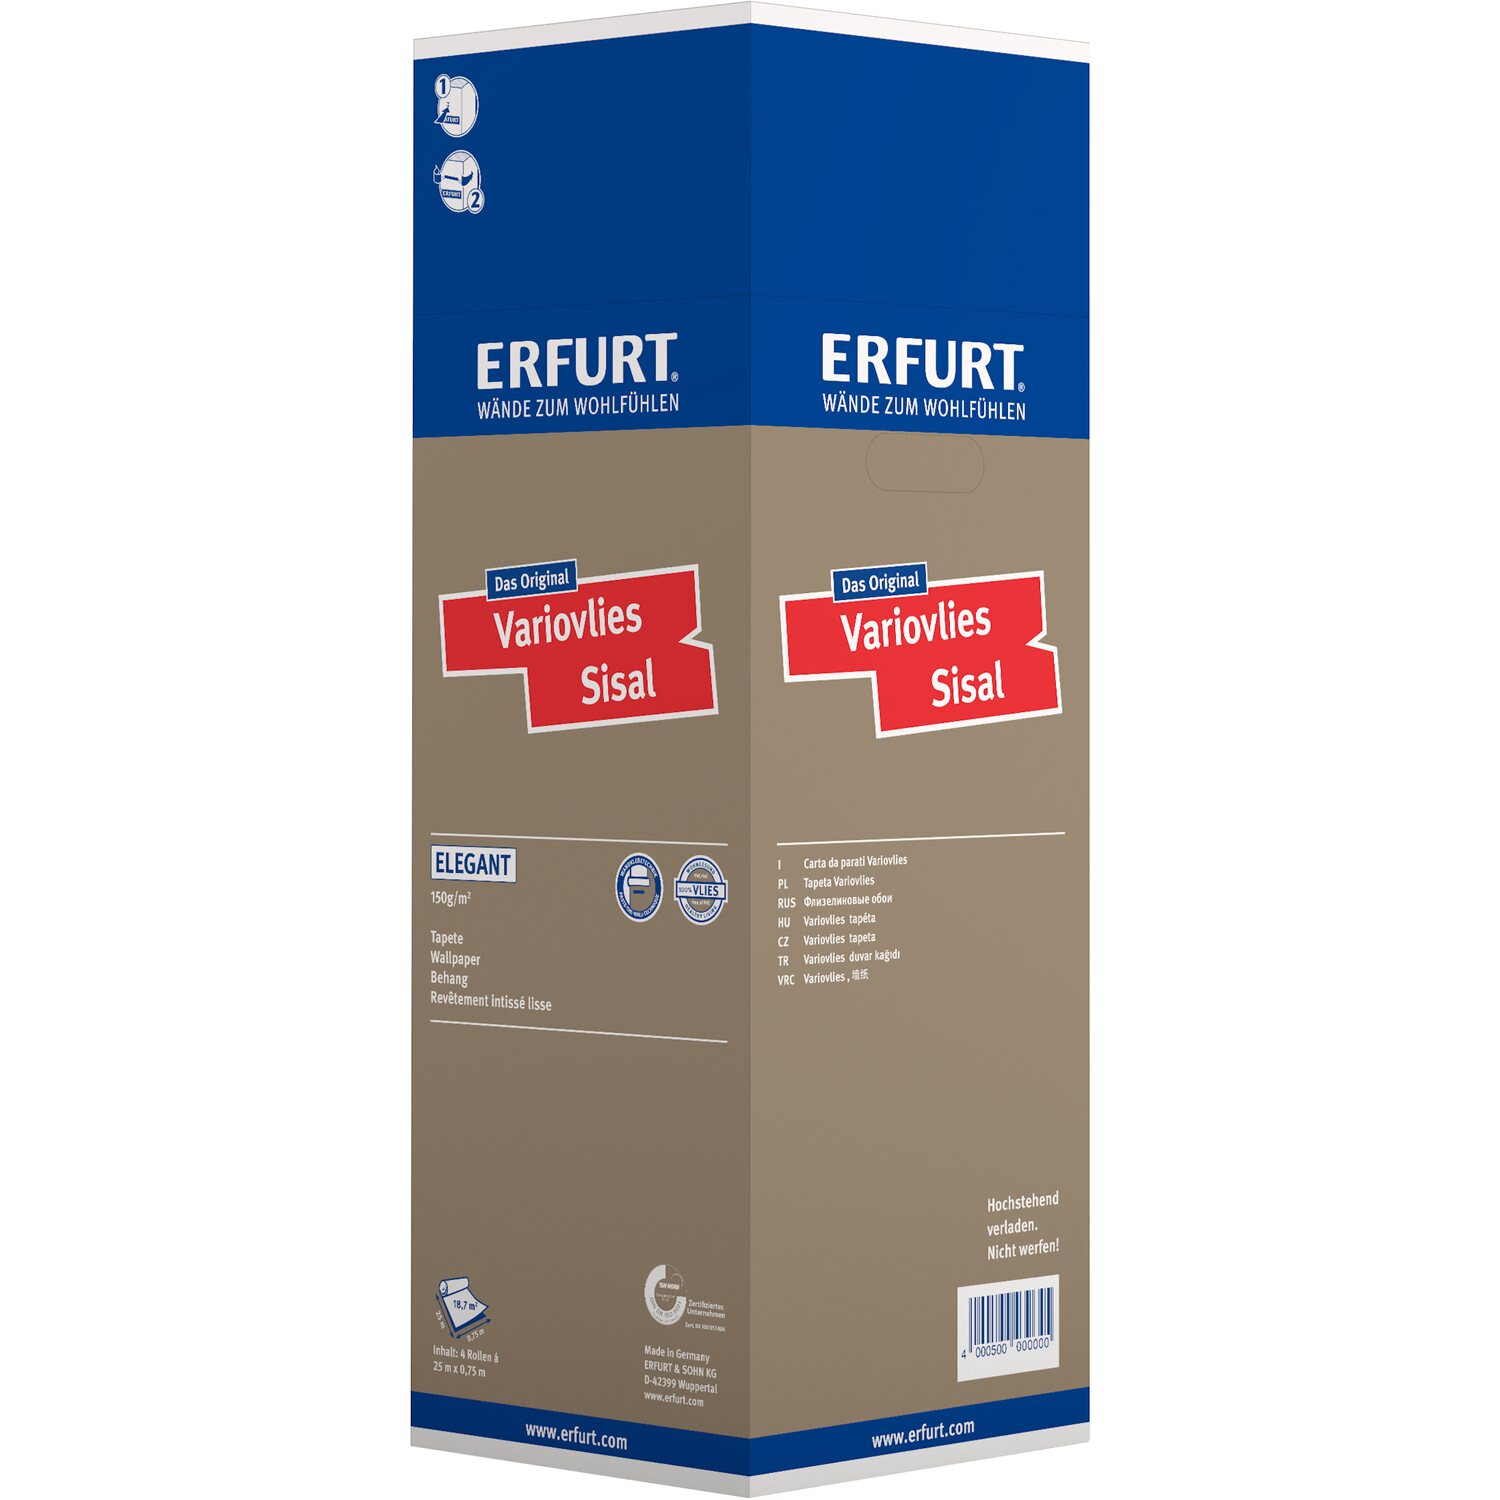 1
ERFURT
2
ERFURT®
WÄNDE ZUM WOHLFÜHLEN
Das Original
Variovlies
Sisal
ELEGANT
150g/m²
100% VLIES
Tapete
Wallpaper
Behang
Revêtement intissé lisse
18,7 m²
25 m
0,75 m
Inhalt: 4 Rollen á
25 m x 0,75 m
TÜV NORD
Zertifiziertes
Unternehmen
Made in Germany
ERFURT & SOHN KG
D-42399 Wuppertal
www.erfurt.com
www.erfurt.com
ERFURT®
WÄNDE ZUM WOHLFÜHLEN
Das Original
Variovlies
Sisal
I Carta da parati Variovlies
PL Tapeta Variovlies
RUS Флизелиновые обои
HU Variovlies tapéta
CZ Variovlies tapeta
TR Variovlies duvar kağıdı
VRC Variovlies , 墙纸
Hochstehend
verladen.
Nicht werfen!
4 000500 000000
www.erfurt.com